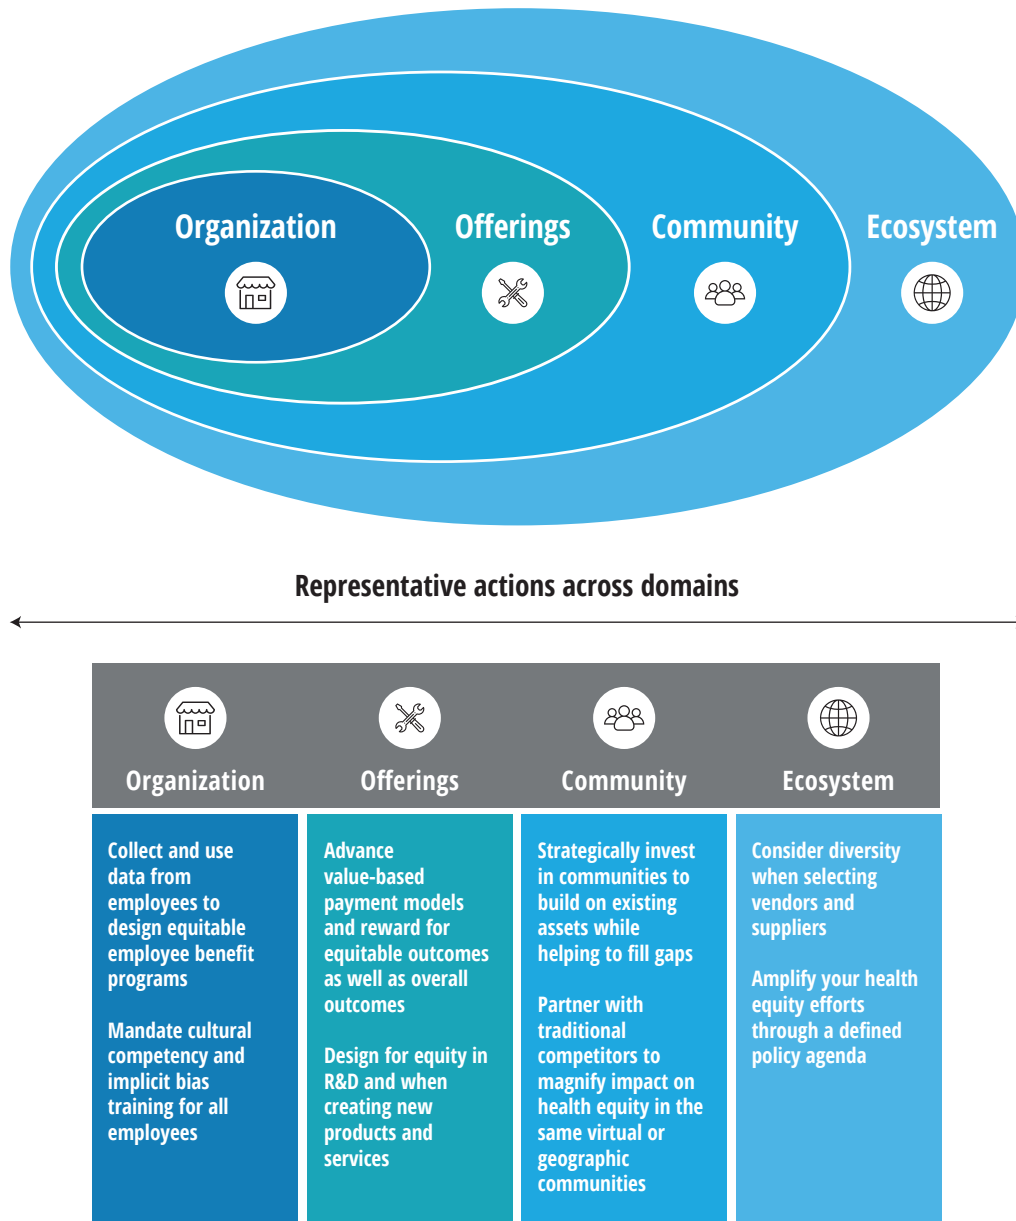 Organization
Offerings
Community
Ecosystem
Representative actions across domains
Organization
Offerings
Community
Ecosystem
Collect and use
data from
employees to
design equitable
employee benefit
programs
Mandate cultural
competency and
implicit bias
training for all
employees
Advance
value-based
payment models
and reward for
equitable outcomes
as well as overall
outcomes
Design for equity in
R&D and when
creating new
products and
services
Strategically invest
in communities to
build on existing
assets while
helping to fill gaps
Partner with
traditional
competitors to
magnify impact on
health equity in the
same virtual or
geographic
communities
Consider diversity
when selecting
vendors and
suppliers
Amplify your health
equity efforts
through a defined
policy agenda